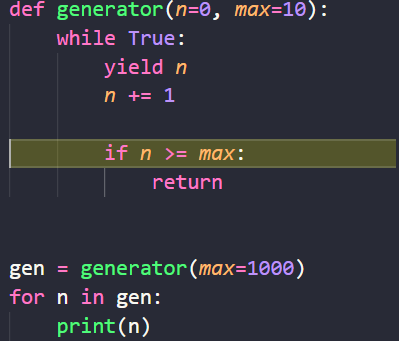 def generator(n=0, max=10):
    while True:
        yield n
        n += 1

        if n >= max:
            return


gen = generator(max=1000)
for n in gen:
    print(n)